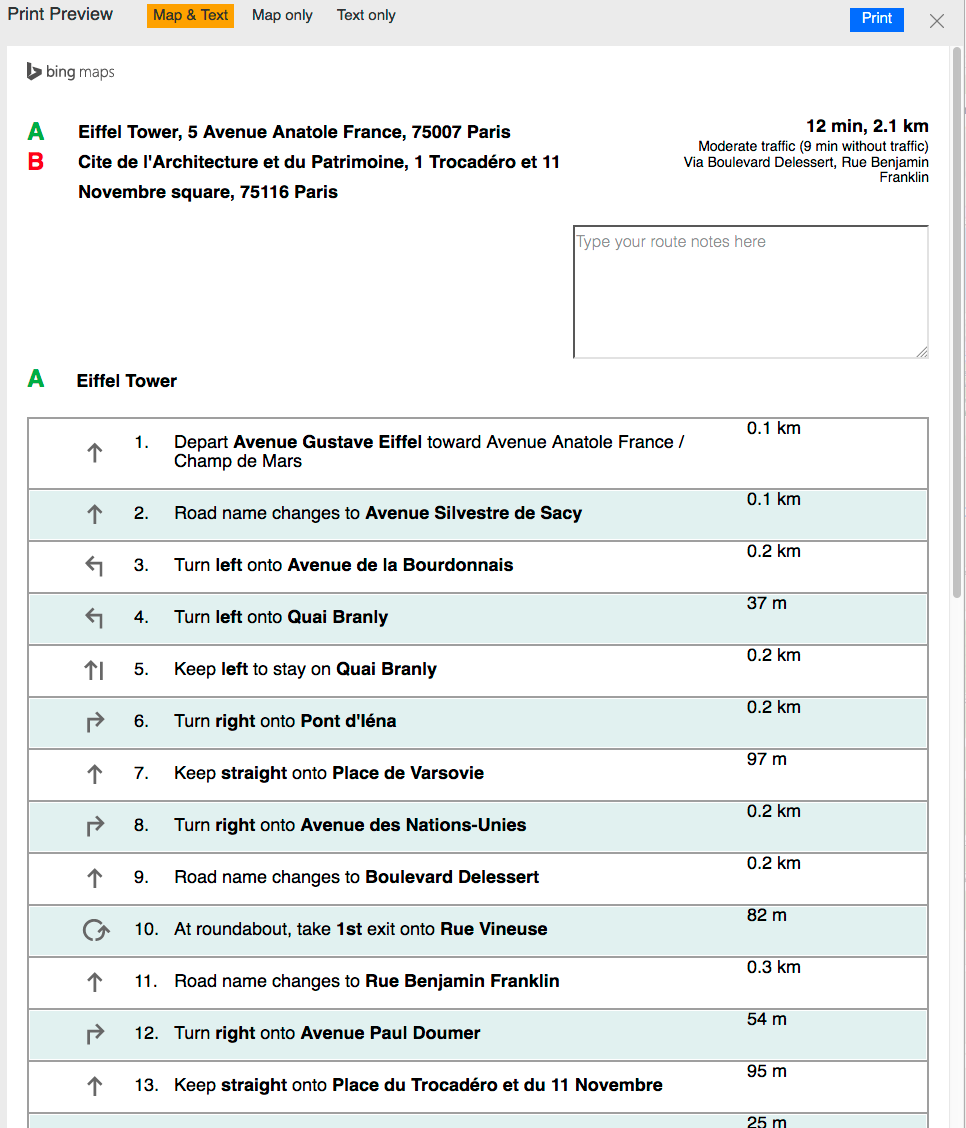 Print Preview Map & Text Map only Text only Print
bing maps
A Eiffel Tower, 5 Avenue Anatole France, 75007 Paris
B Cite de l'Architecture et du Patrimoine, 1 Trocadéro et 11
Novembre square, 75116 Paris
12 min, 2.1 km
Moderate traffic (9 min without traffic)
Via Boulevard Delessert, Rue Benjamin
Franklin
Type your route notes here
A Eiffel Tower
1. Depart Avenue Gustave Eiffel toward Avenue Anatole France / 0.1 km
Champ de Mars
2. Road name changes to Avenue Silvestre de Sacy 0.1 km
3. Turn left onto Avenue de la Bourdonnais 0.2 km
4. Turn left onto Quai Branly 37 m
5. Keep left to stay on Quai Branly 0.2 km
6. Turn right onto Pont d'Iéna 0.2 km
7. Keep straight onto Place de Varsovie 97 m
8. Turn right onto Avenue des Nations-Unies 0.2 km
9. Road name changes to Boulevard Delessert 0.2 km
10. At roundabout, take 1st exit onto Rue Vineuse 82 m
11. Road name changes to Rue Benjamin Franklin 0.3 km
12. Turn right onto Avenue Paul Doumer 54 m
13. Keep straight onto Place du Trocadéro et du 11 Novembre 95 m
25 m